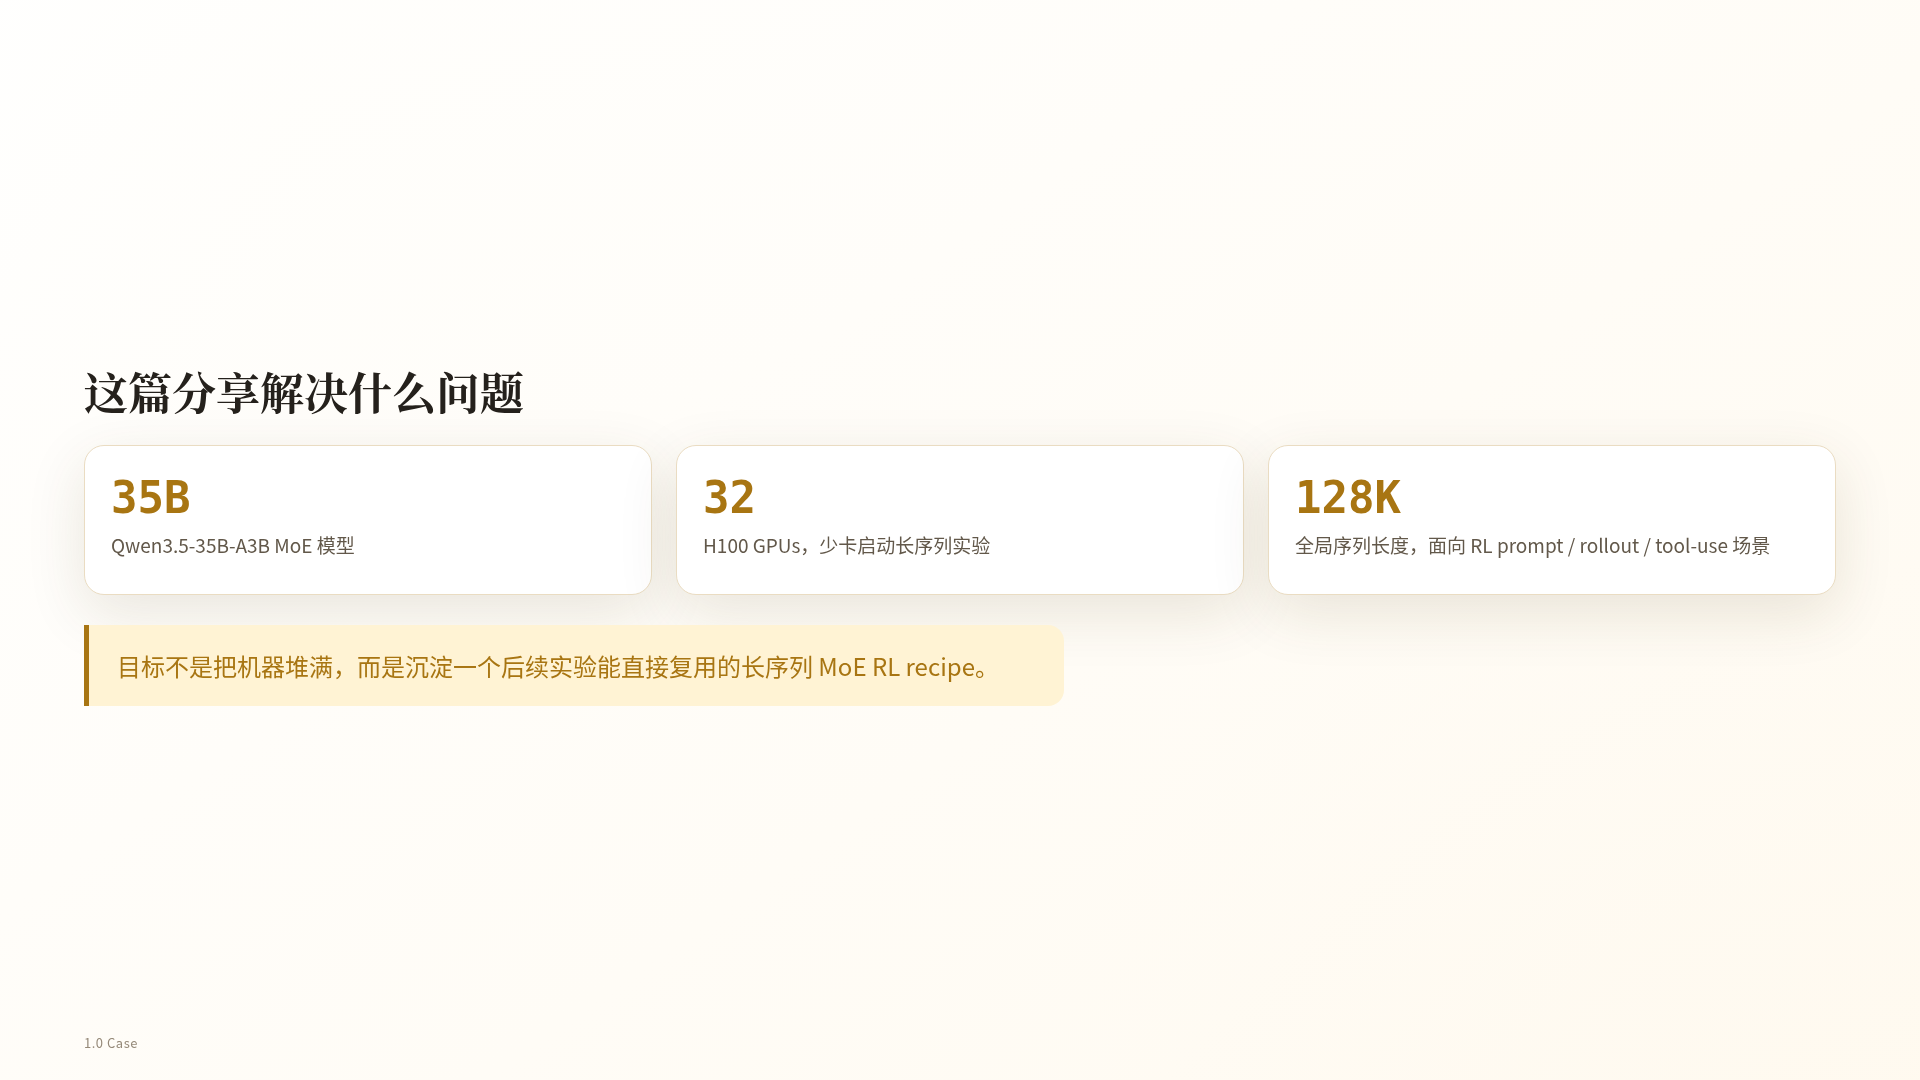 这篇分享解决什么问题
35B
Qwen3.5-35B-A3B MoE 模型
32
H100 GPUs，少卡启动长序列实验
128K
全局序列长度，面向 RL prompt / rollout / tool-use 场景
目标不是把机器堆满，而是沉淀一个后续实验能直接复用的长序列 MoE RL recipe。
1.0 Case